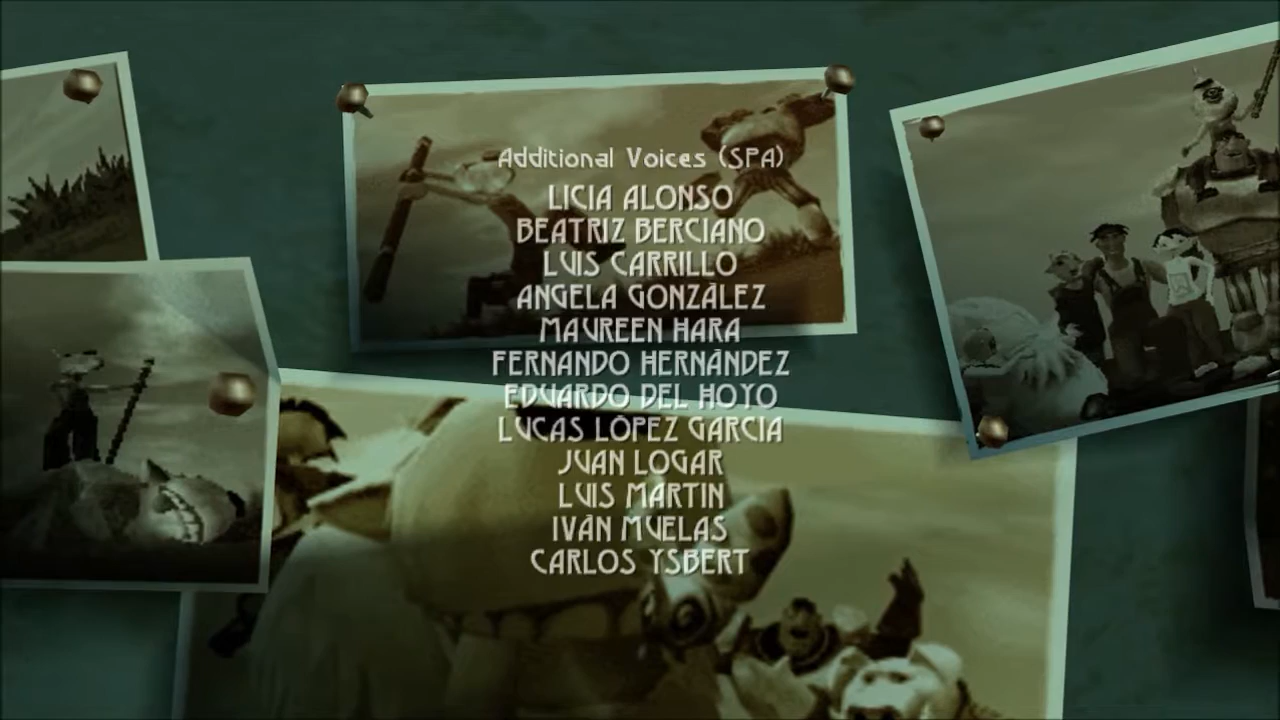 Additional Voices (SPA)
LICIA ALONSO
BEATRIZ BERCIANO
LUIS CARRILLO
ANGELA GONZÁLEZ
MAUREEN HARA
FERNANDO HERNÁNDEZ
EDUARDO DEL HOYO
LUCAS LÓPEZ GARCÍA
JUAN LOGAR
LUIS MARTÍN
IVÁN MUELAS
CARLOS YSBERT